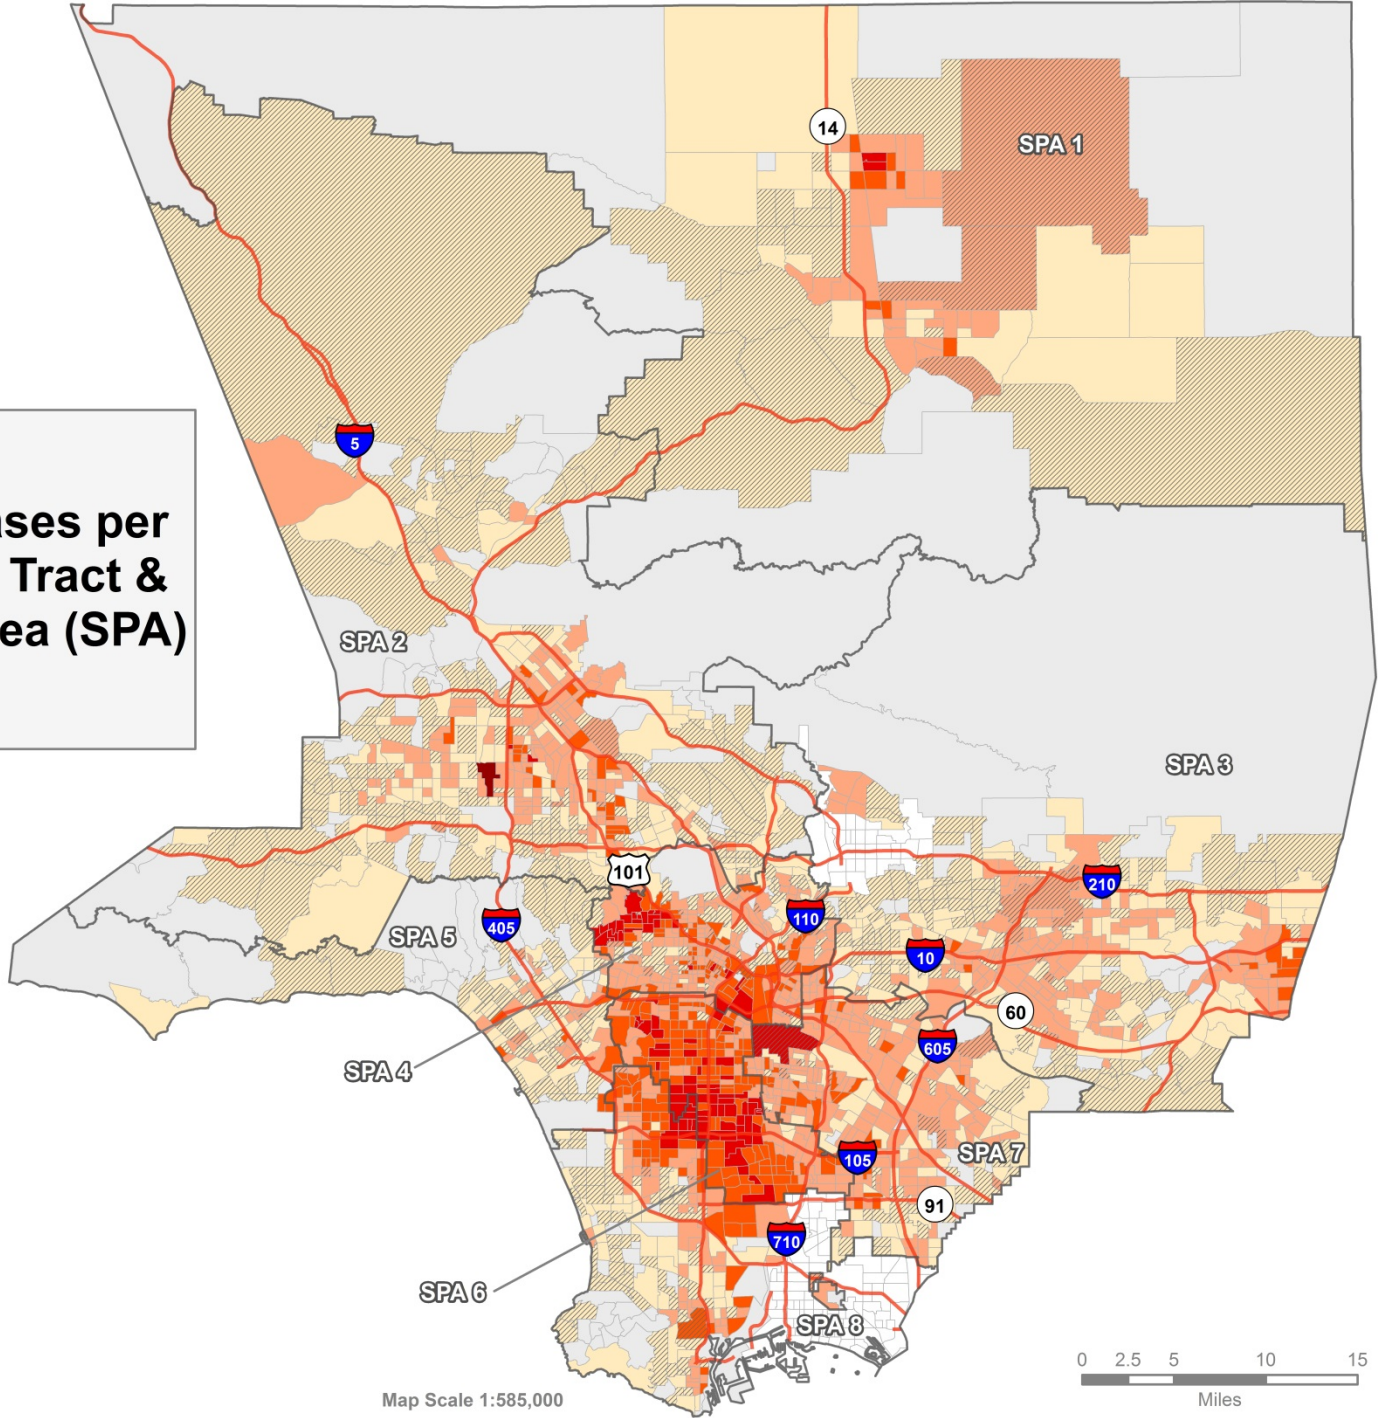 14
SPA 1
5
ases per
Tract &
ea (SPA)
SPA 2
SPA 3
101
210
405
110
SPA 5
10
60
605
SPA 4
105
SPA 7
91
710
SPA 6
SPA 8
0 2.5 5 10 15
Miles
Map Scale 1:585,000